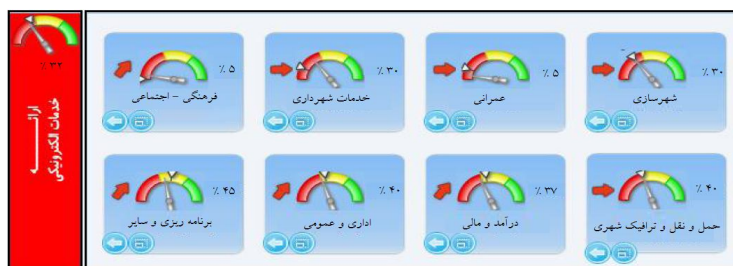 ٪ ۳۲
ارائـــــه
خدمات الکترونیکی
٪ ۳۰
شهرسازی
٪ ۵
عمرانی
٪ ۳۰
خدمات شهرداری
٪ ۵
فرهنگی - اجتماعی
٪ ۴۰
حمل و نقل و ترافیک شهری
٪ ۳۷
درآمد و مالی
٪ ۴۰
اداری و عمومی
٪ ۴۵
برنامه ریزی و سایر